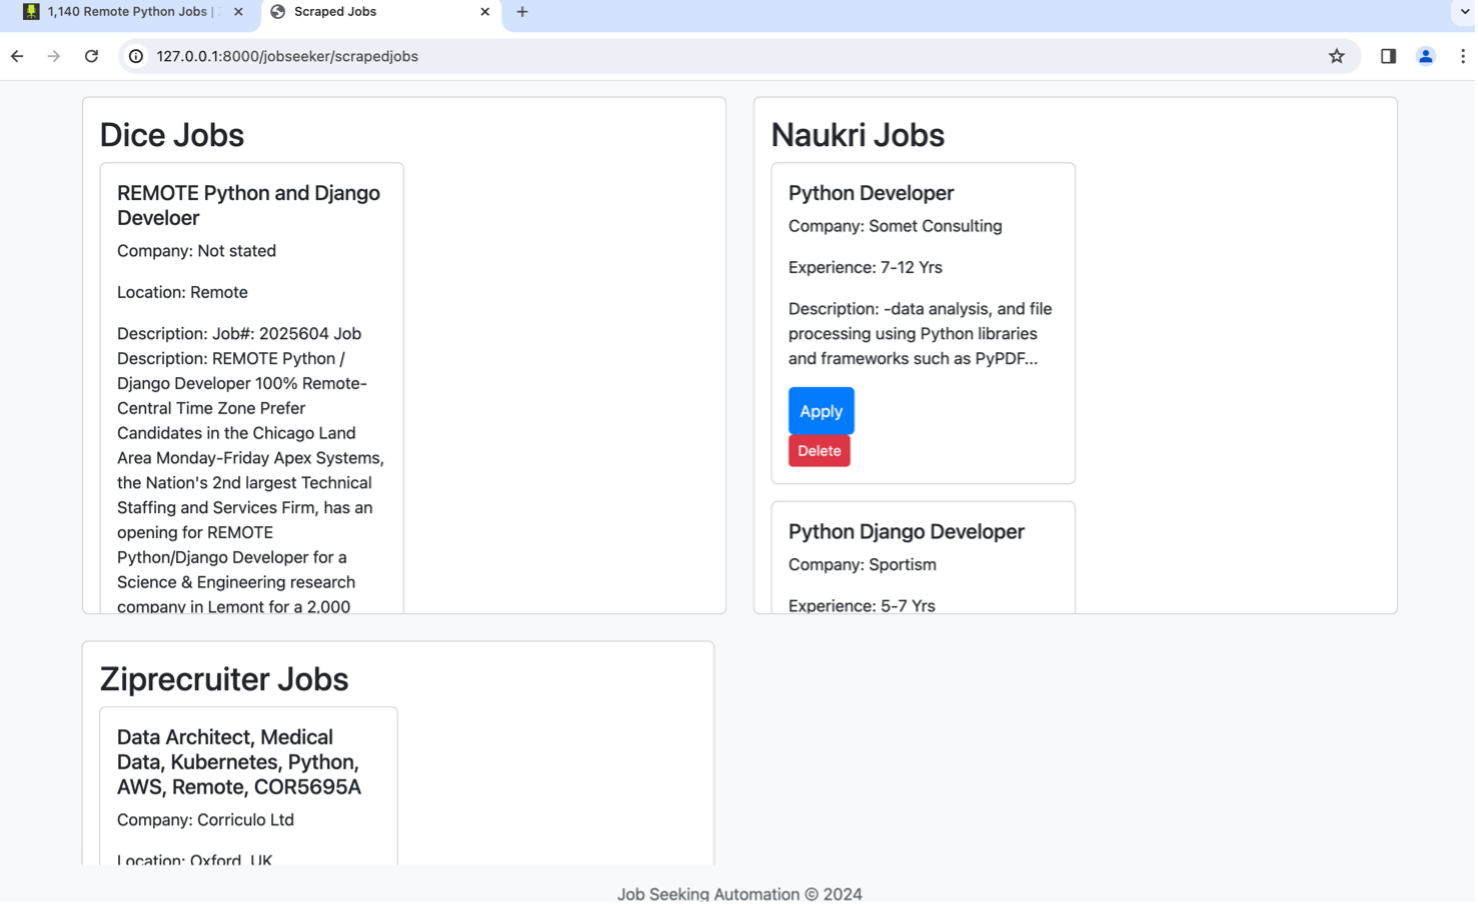 1,140 Remote Python Jobs |
Scraped Jobs
127.0.0.1:8000/jobseeker/scrapedjobs
Dice Jobs
REMOTE Python and Django
Develoer
Company: Not stated
Location: Remote
Description: Job#: 2025604 Job
Description: REMOTE Python /
Django Developer 100% Remote-
Central Time Zone Prefer
Candidates in the Chicago Land
Area Monday-Friday Apex Systems,
the Nation's 2nd largest Technical
Staffing and Services Firm, has an
opening for REMOTE
Python/Django Developer for a
Science & Engineering research
company in Lemont for a 2,000
Naukri Jobs
Python Developer
Company: Somet Consulting
Experience: 7-12 Yrs
Description: -data analysis, and file
processing using Python libraries
and frameworks such as PyPDF...
Apply
Delete
Python Django Developer
Company: Sportism
Experience: 5-7 Yrs
Ziprecruiter Jobs
Data Architect, Medical
Data, Kubernetes, Python,
AWS, Remote, COR5695A
Company: Corriculo Ltd
Location: Oxford, UK
Job Seeking Automation © 2024